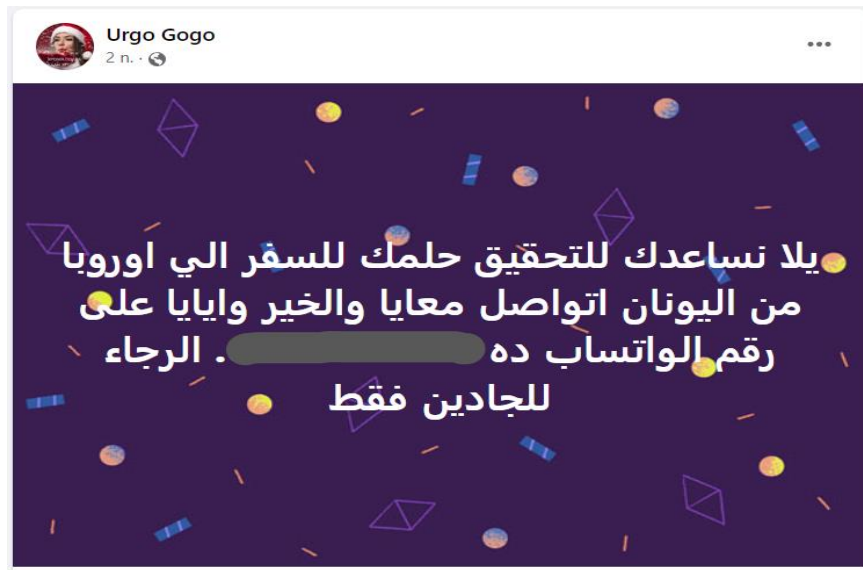 Urgo Gogo
2 n.
يلا نساعدك للتحقيق حلمك للسفر الي اوروبا
من اليونان اتواصل معايا والخير وايايا على
رقم الواتساب ده . الرجاء
للجادين فقط